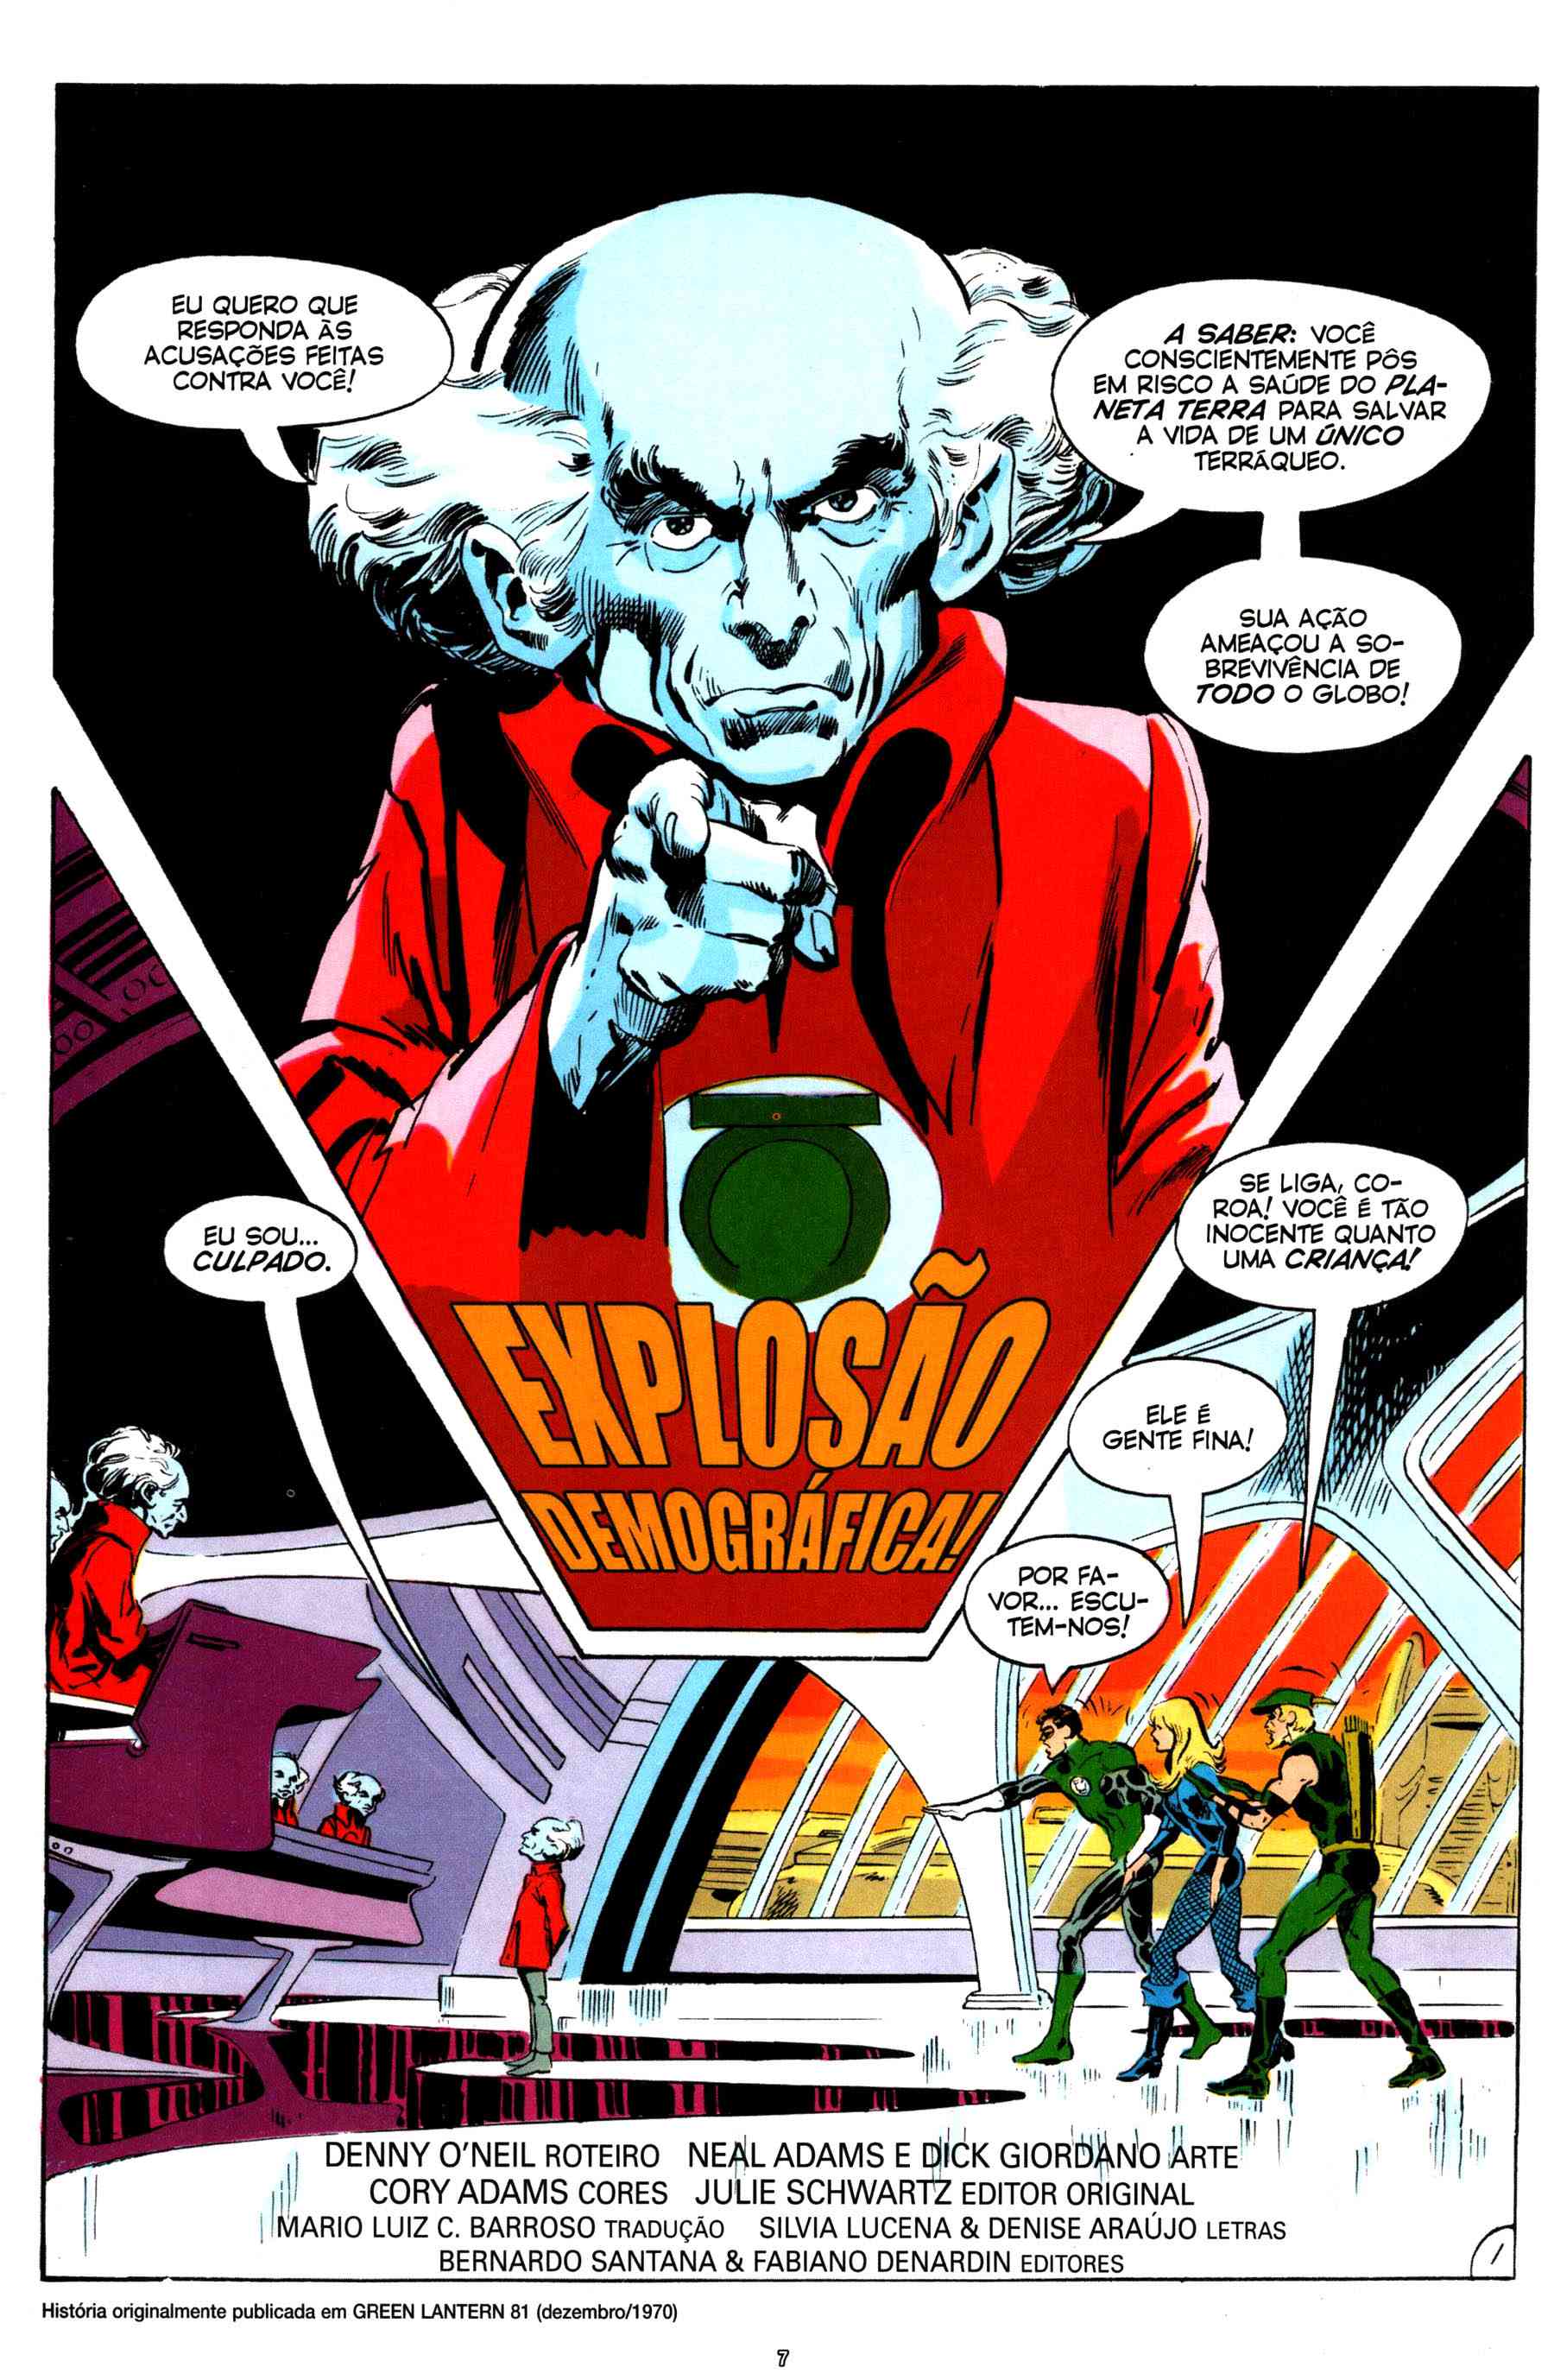 EU QUERO QUE
RESPONDA ÀS
ACUSAÇÕES FEITAS
CONTRA VOCÊ!
A SABER: VOCÊ
CONSCIENTEMENTE PÔS
EM RISCO A SAÚDE DO PLA-
NETA TERRA PARA SALVAR
A VIDA DE UM ÚNICO
TERRÁQUEO.
SUA AÇÃO
AMEAÇOU A SO-
BREVIVÊNCIA DE
TODO O GLOBO!
EU SOU...
CULPADO.
SE LIGA, CO-
ROA! VOCÊ É TÃO
INOCENTE QUANTO
UMA CRIANÇA!
EXPLOSÃO
DEMOGRÁFICA!
ELE É
GENTE FINA!
POR FA-
VOR... ESCU-
TEM-NOS!
DENNY O'NEIL ROTEIRO NEAL ADAMS E DICK GIORDANO ARTE
CORY ADAMS CORES JULIE SCHWARTZ EDITOR ORIGINAL
MARIO LUIZ C. BARROSO TRADUÇÃO SILVIA LUCENA & DENISE ARAÚJO LETRAS
BERNARDO SANTANA & FABIANO DENARDIN EDITORES
1
História originalmente publicada em GREEN LANTERN 81 (dezembro/1970)
7